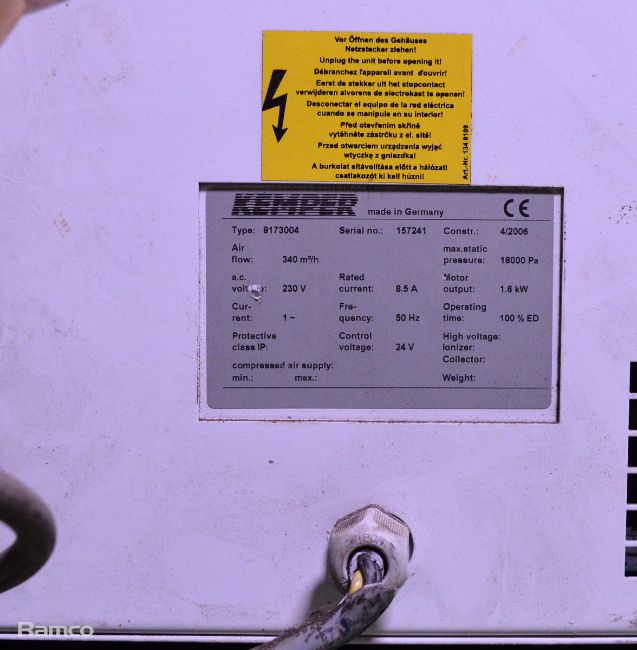 Vor Öffnen des Gehäuses
Netzstecker ziehen!
Unplug the unit before opening it!
Débranchez l'appareil avant d'ouvrir!
Eerst de stekker uit het stopcontact
verwijderen alvorens de electrokast te openen!
Desconectar el equipo de la red eléctrica
cuando se manipule en su interior!
Před otevřením skříně
vytáhněte zástrčku z el. sítě!
Przed otwarciem urządzenia wyjąć
wtyczkę z gniazdka!
A burkolat eltávolítása előtt a hálózati
csatlakozót ki kell húzni!
Art.-Nr. 134 0109
KEMPER made in Germany CE
Type: 9173004 Serial no.: 157241 Constr.: 4/2006
Air max.static
flow: 340 m³/h pressure: 18000 Pa
a.c. Rated Motor
voltage: 230 V current: 8.5 A output: 1.6 kW
Cur- Fre- Operating
rent: 1 ~ quency: 50 Hz time: 100 % ED
Protective Control High voltage:
class IP: voltage: 24 V ionizer:
Collector:
compressed air supply:
min.: max.: Weight:
Ramco